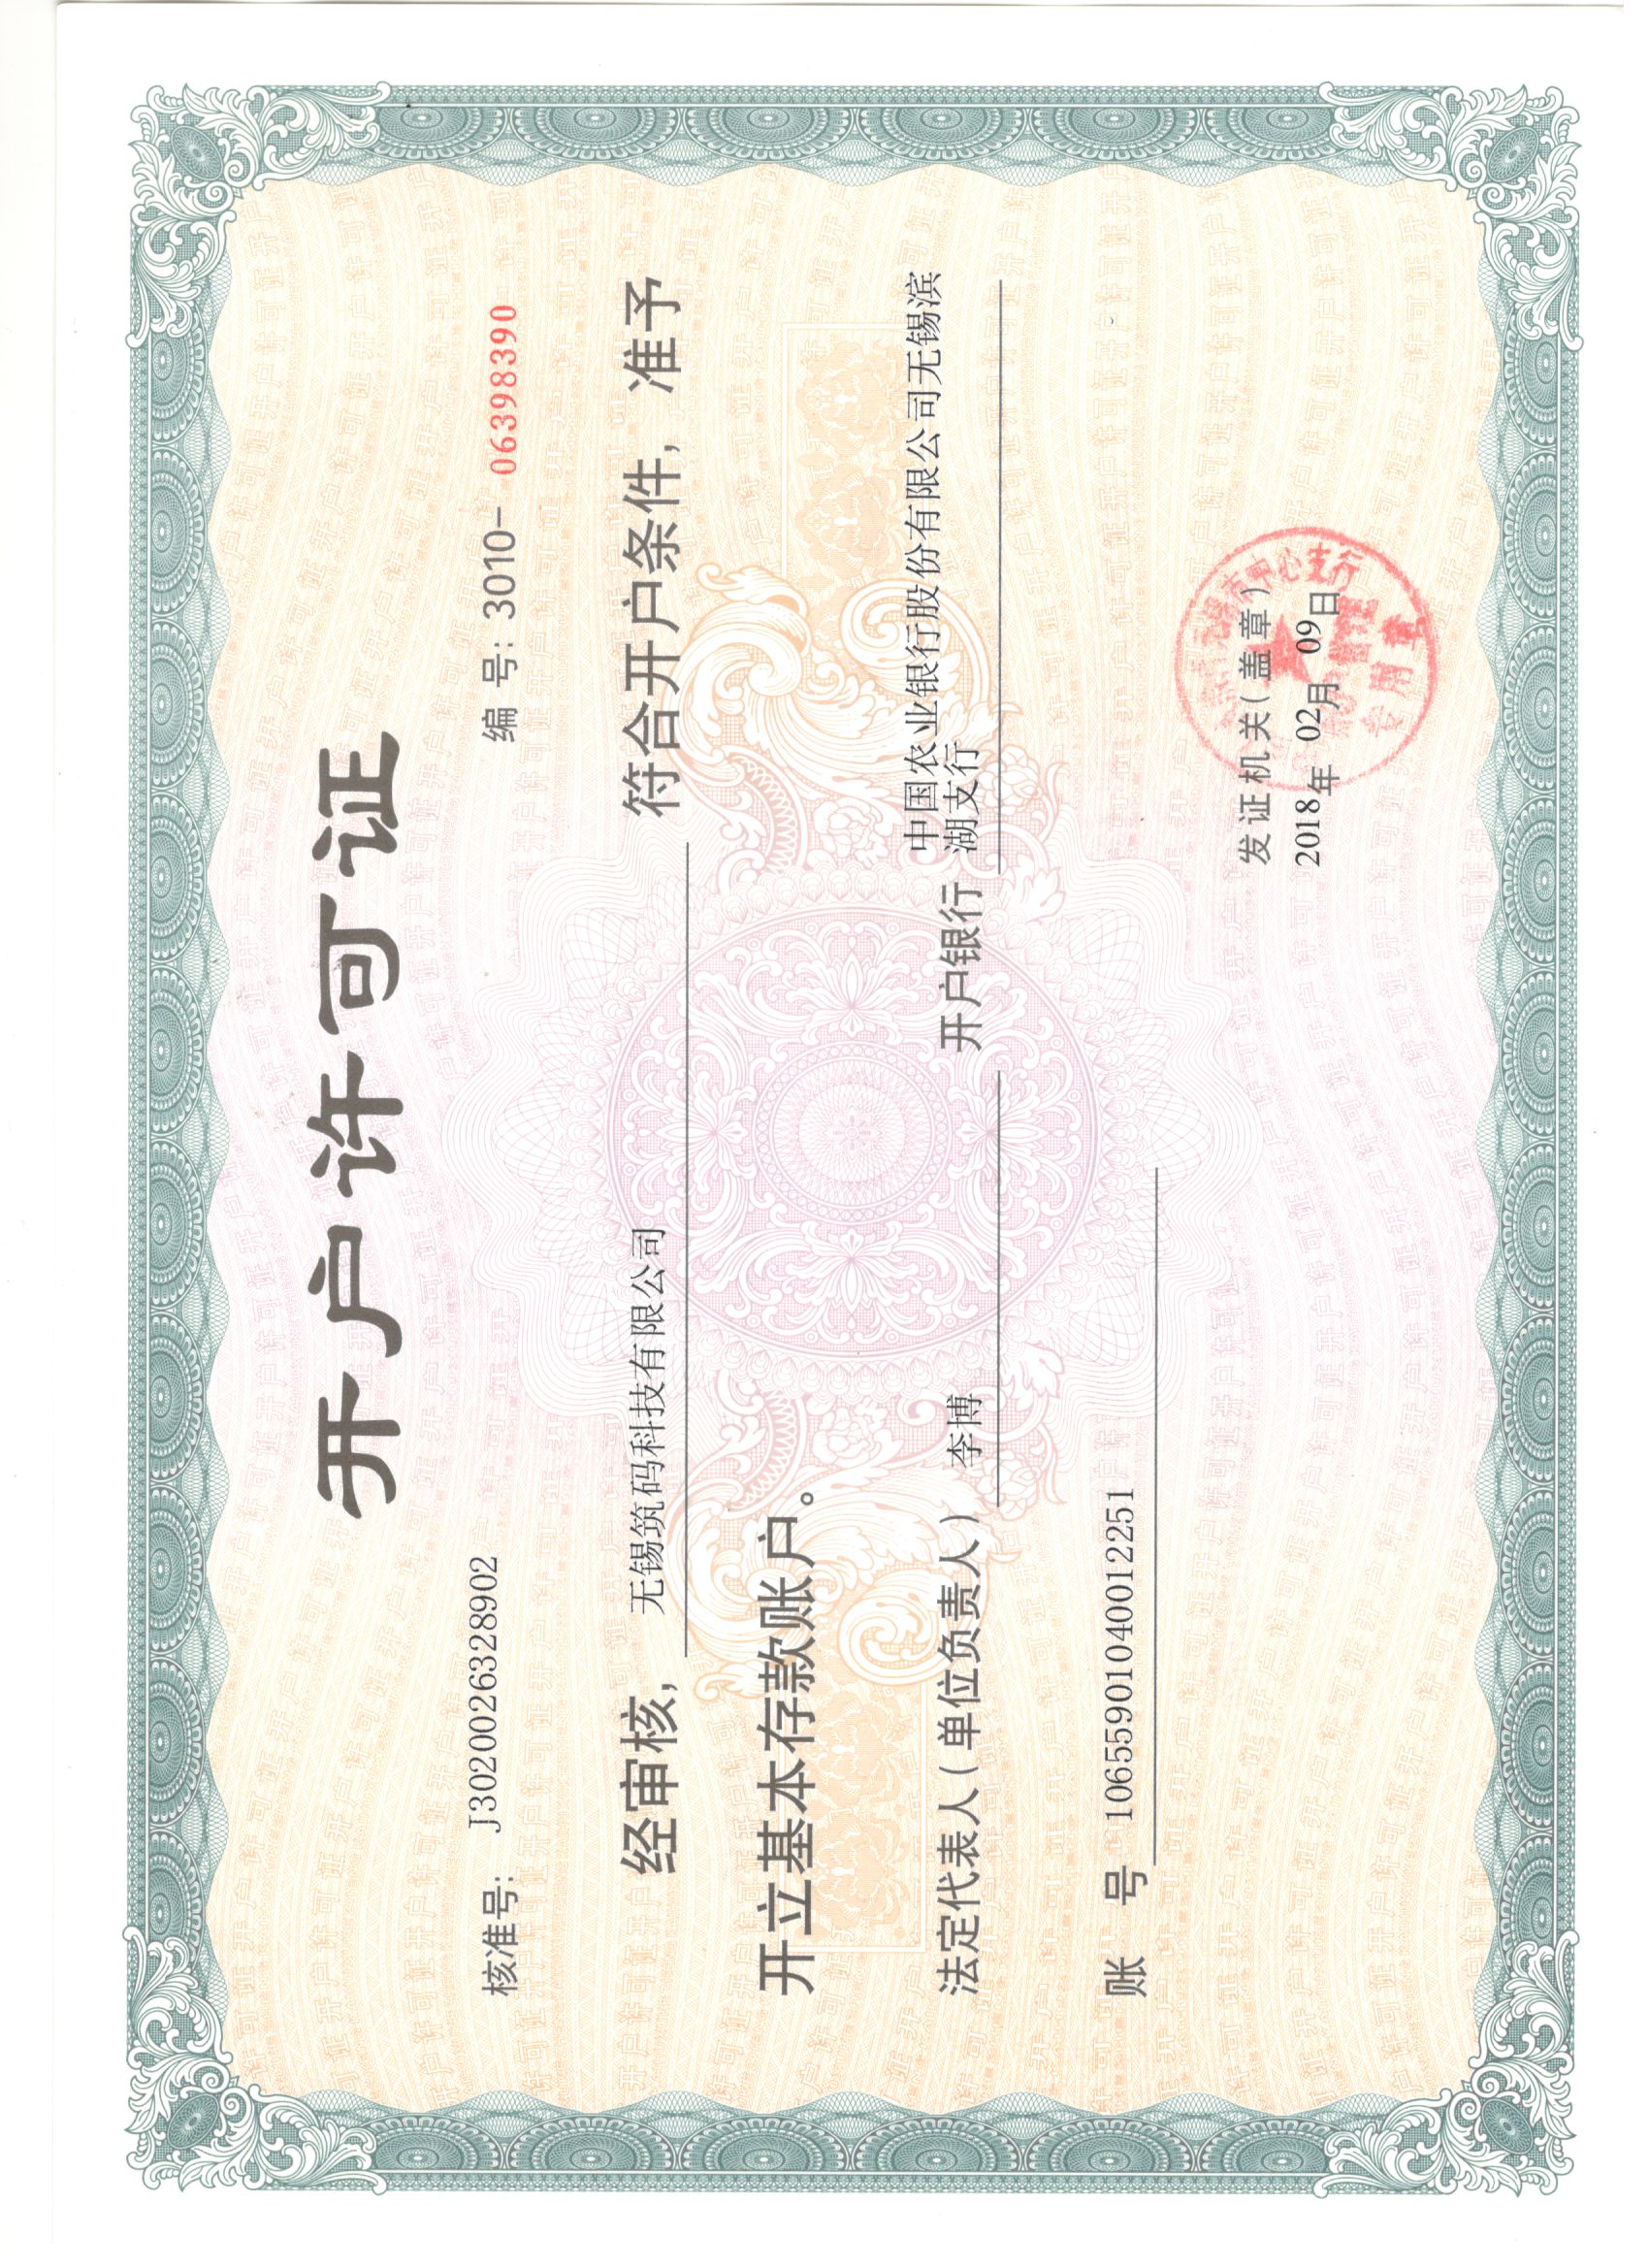 开户许可证
核准号： J3020026328902 编 号：3010- 06398390
经审核， 无锡筑码科技有限公司 符合开户条件，准予
开立基本存款账户。
中国农业银行股份有限公司无锡滨
法定代表人（单位负责人） 李博 开户银行 湖支行
账 号 10655901040012251
发证机关（盖章）
2018年 02月 09日
市中心支行
专用章